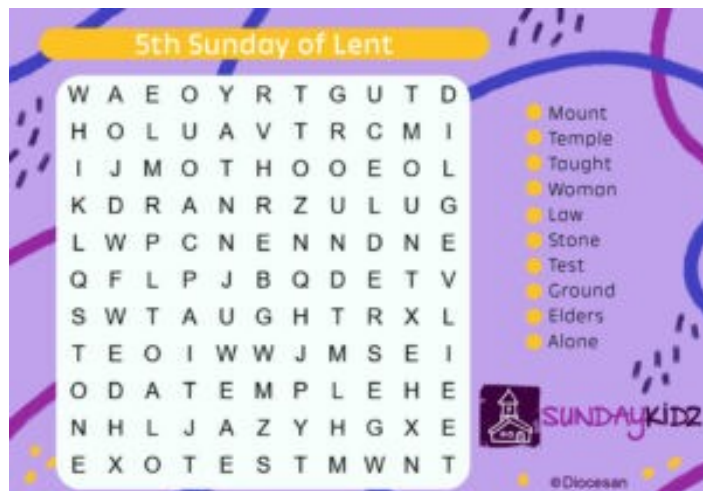 5th Sunday of Lent
W A E O Y R T G U T D
H O L U A V T R C M I
I J M O T H O O E O L
K D R A N R Z U L U G
L W P C N E N N D N E
Q F L P J B Q D E T V
S W T A U G H T R X L
T E O I W W J M S E I
O D A T E M P L E H E
N H L J A Z Y H G X E
E X O T E S T M W N T
Mount
Temple
Taught
Woman
Law
Stone
Test
Ground
Elders
Alone
SUNDAYKIDZ
©Diocesan